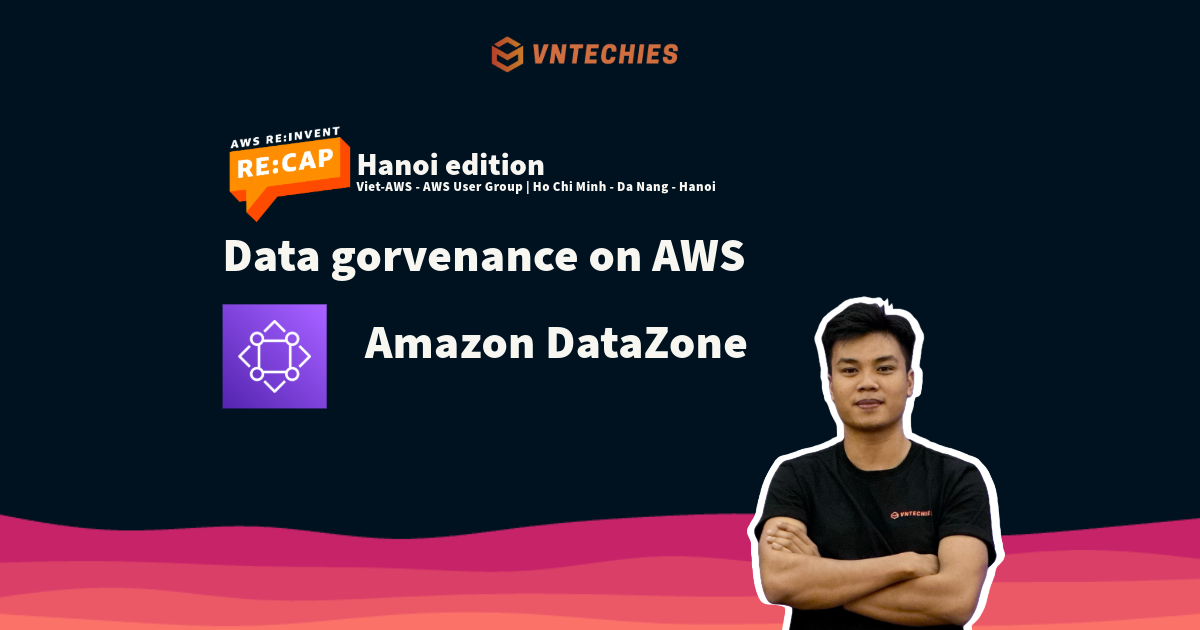 VNTECHIES
AWS RE:INVENT
RE:CAP
Hanoi edition
Viet-AWS - AWS User Group | Ho Chi Minh - Da Nang - Hanoi
Data gorvenance on AWS
Amazon DataZone
VNTECHIES